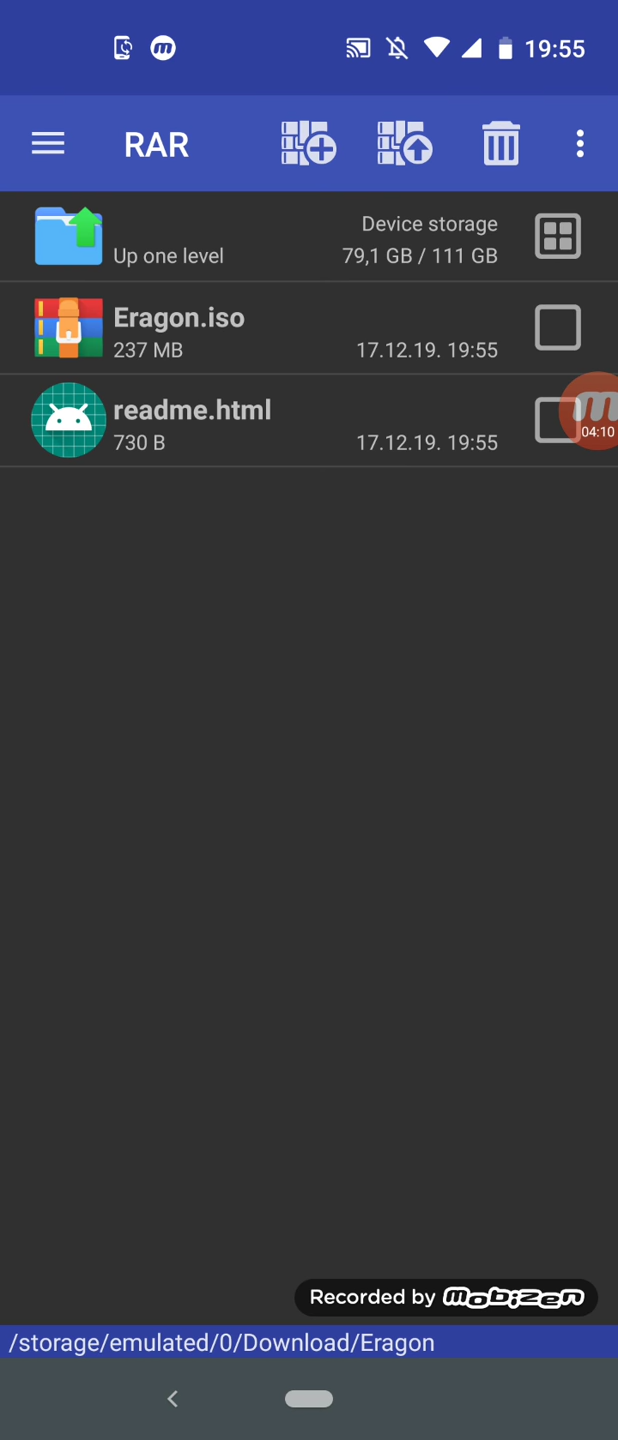 19:55
RAR
Device storage
Up one level 79,1 GB / 111 GB
Eragon.iso
237 MB 17.12.19. 19:55
readme.html
730 B 17.12.19. 19:55
04:10
Recorded by mobizen
/storage/emulated/0/Download/Eragon